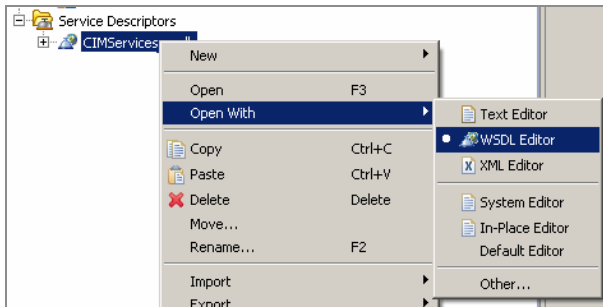 Service Descriptors
CIMServices
New
Open F3
Open With
Copy Ctrl+C
Paste Ctrl+V
Delete Delete
Move...
Rename... F2
Import
Export
Text Editor
WSDL Editor
XML Editor
System Editor
In-Place Editor
Default Editor
Other...